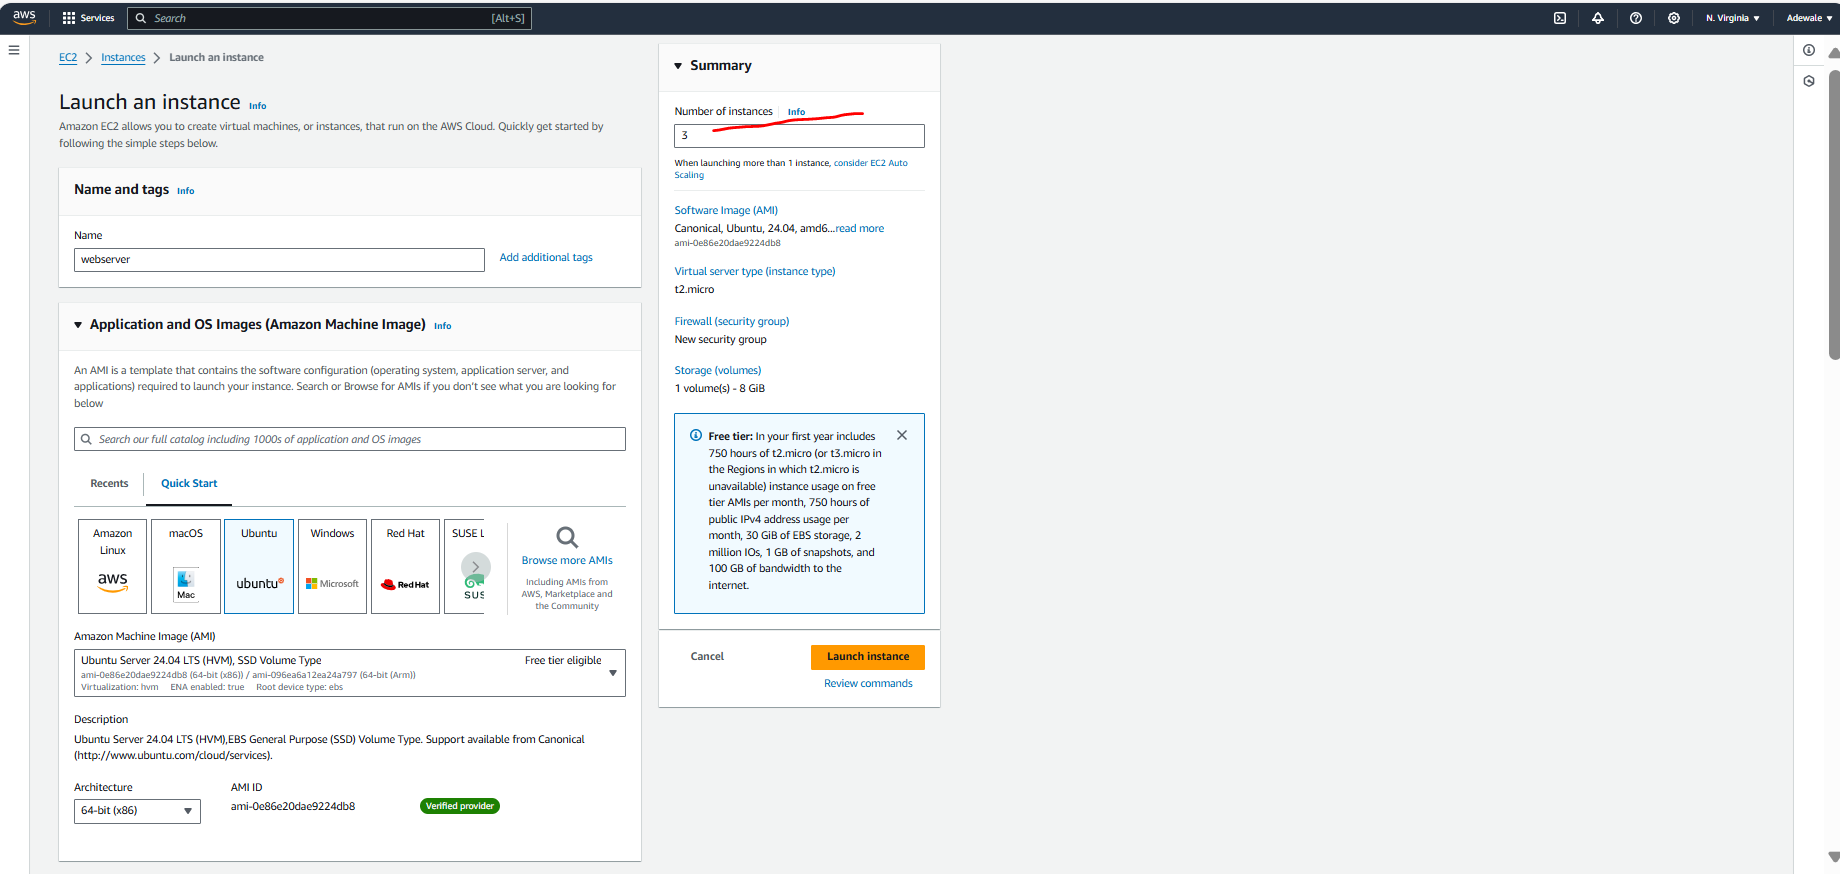 aws
Services
Search
[Alt+S]
N. Virginia
Adewale
EC2
Instances
Launch an instance
Launch an instance Info
Amazon EC2 allows you to create virtual machines, or instances, that run on the AWS Cloud. Quickly get started by
following the simple steps below.
Name and tags Info
Name
webserver
Add additional tags
Application and OS Images (Amazon Machine Image) Info
An AMI is a template that contains the software configuration (operating system, application server, and
applications) required to launch your instance. Search or Browse for AMIs if you don't see what you are looking for
below
Search our full catalog including 1000s of application and OS images
Recents
Quick Start
Amazon
Linux
aws
macOS
Mac
Ubuntu
ubuntu
Windows
Microsoft
Red Hat
RedHat
SUSE L
SUS
Browse more AMIs
Including AMIs from
AWS, Marketplace and
the Community
Amazon Machine Image (AMI)
Ubuntu Server 24.04 LTS (HVM), SSD Volume Type
Free tier eligible
ami-0e86e20dae9224db8 (64-bit (x86)) / ami-096ea6a12ea24a797 (64-bit (Arm))
Virtualization: hvm ENA enabled: true Root device type: ebs
Description
Ubuntu Server 24.04 LTS (HVM),EBS General Purpose (SSD) Volume Type. Support available from Canonical
(http://www.ubuntu.com/cloud/services).
Architecture
AMI ID
64-bit (x86)
ami-0e86e20dae9224db8
Verified provider
Summary
Number of instances Info
3
When launching more than 1 instance, consider EC2 Auto
Scaling
Software Image (AMI)
Canonical, Ubuntu, 24.04, amd6...read more
ami-0e86e20dae9224db8
Virtual server type (instance type)
t2.micro
Firewall (security group)
New security group
Storage (volumes)
1 volume(s) - 8 GiB
Free tier: In your first year includes
750 hours of t2.micro (or t3.micro in
the Regions in which t2.micro is
unavailable) instance usage on free
tier AMIs per month, 750 hours of
public IPv4 address usage per
month, 30 GiB of EBS storage, 2
million IOs, 1 GB of snapshots, and
100 GB of bandwidth to the
internet.
Cancel
Launch instance
Review commands